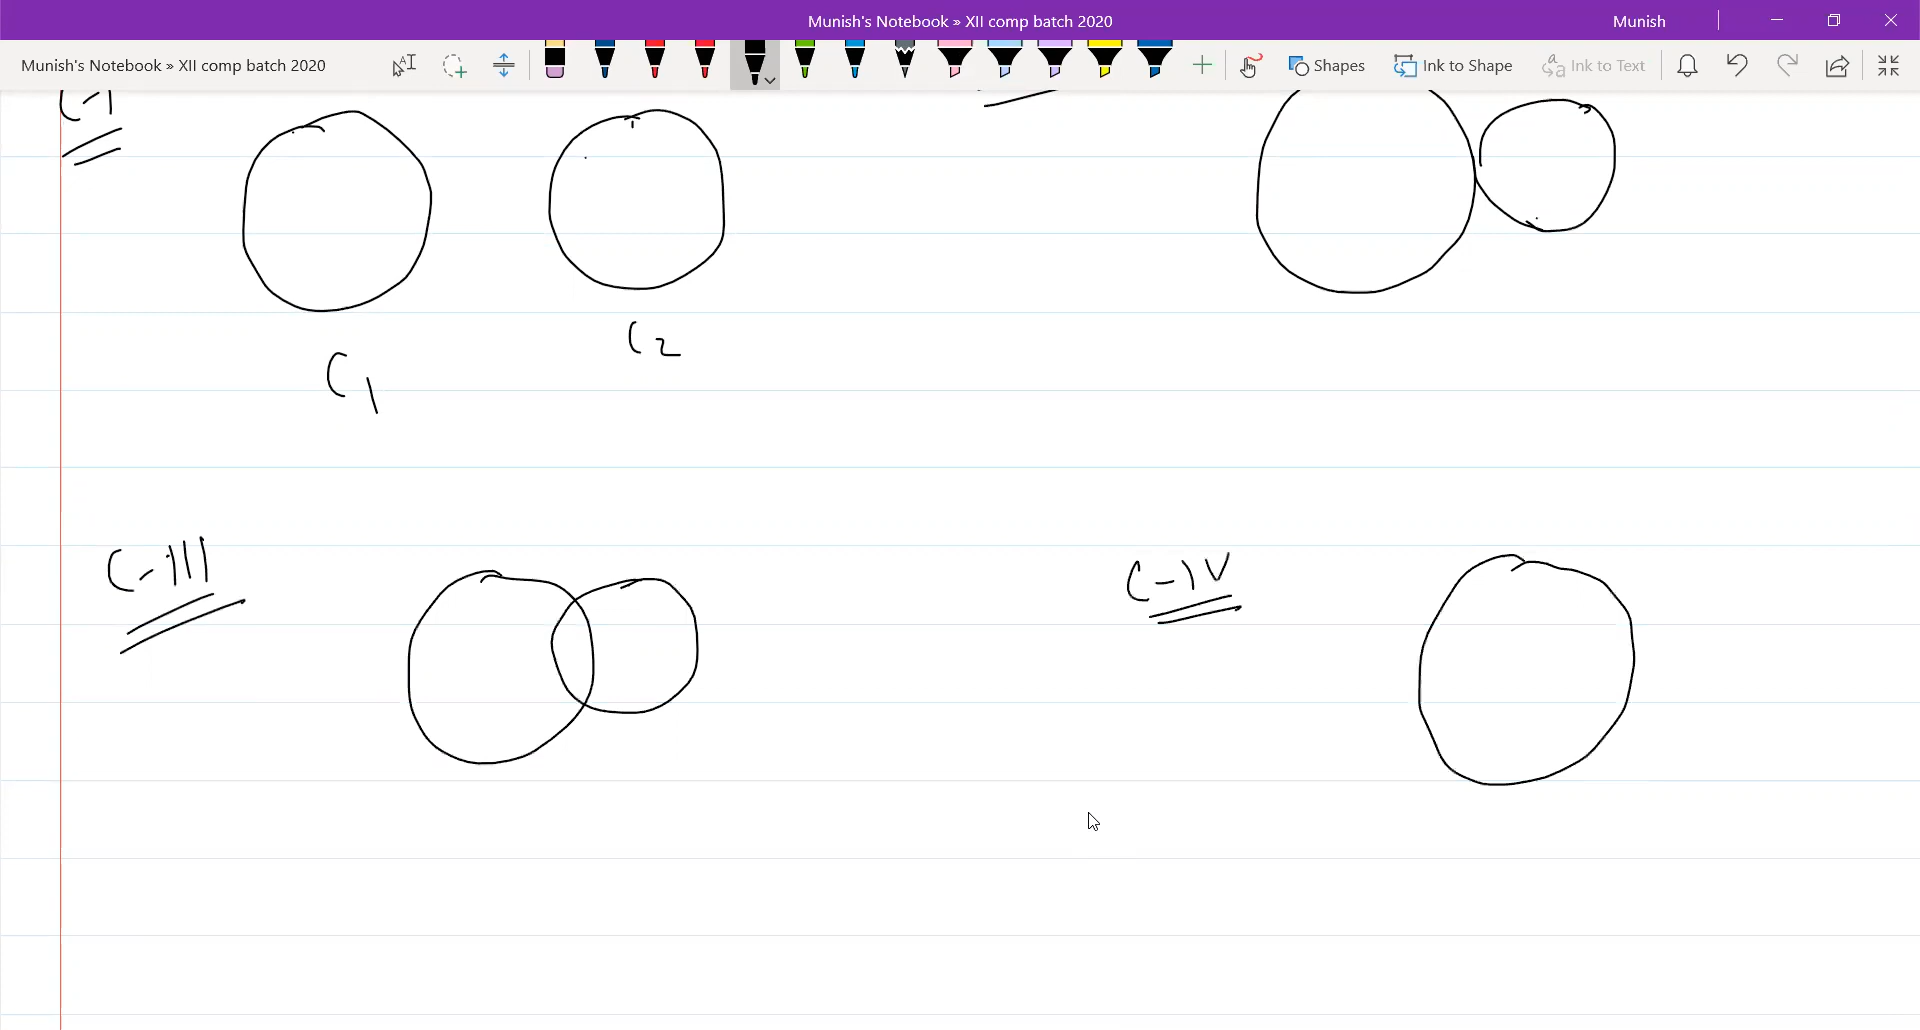 Munish's Notebook » XII comp batch 2020
Munish
Munish's Notebook » XII comp batch 2020
Shapes
Ink to Shape
Ink to Text
C-I
C1
C2
C-III
C-IV